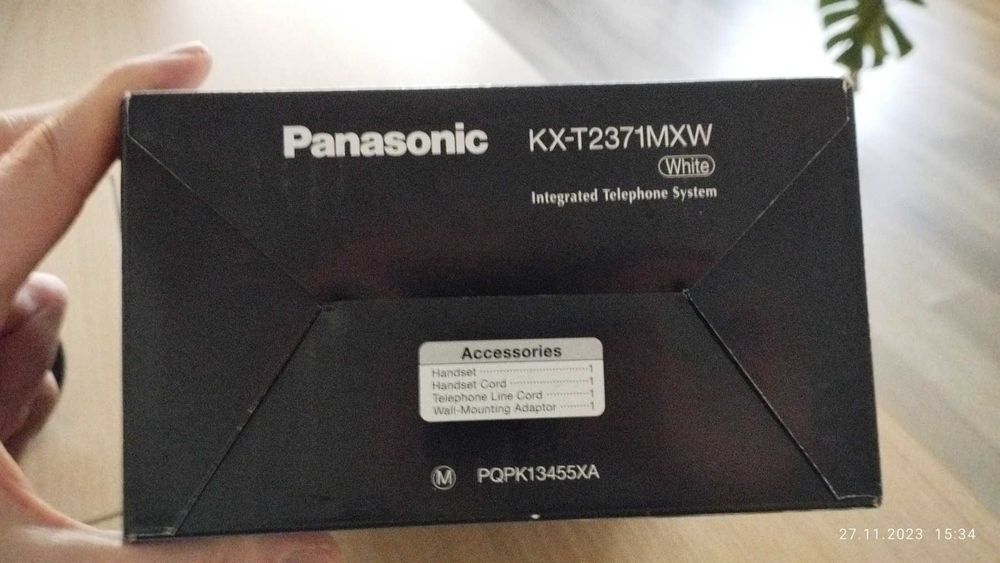 Panasonic KX-T2371MXW
White
Integrated Telephone System
Accessories
Handset 1
Handset Cord 1
Telephone Line Cord 1
Wall-Mounting Adaptor 1
M PQPK13455XA
27.11.2023 15:34